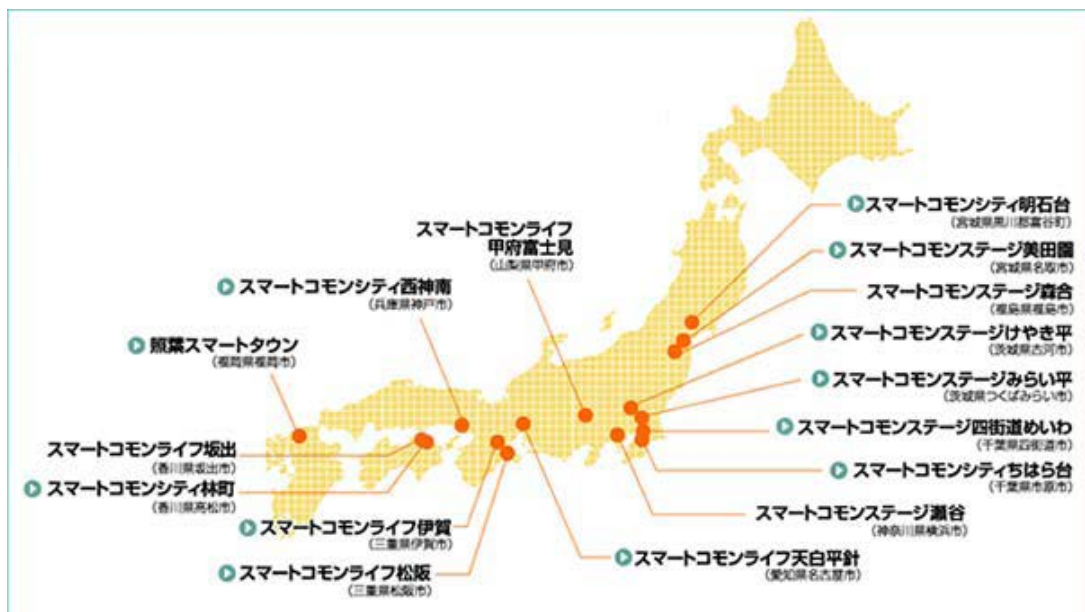 スマートコモンシティ明石台
(宮城県黒川郡富谷町)
スマートコモンステージ美田園
(宮城県名取市)
スマートコモンステージ森合
(福島県福島市)
スマートコモンステージけやき平
(茨城県古河市)
スマートコモンステージみらい平
(茨城県つくばみらい市)
スマートコモンステージ四街道めいわ
(千葉県四街道市)
スマートコモンシティちはら台
(千葉県市原市)
スマートコモンステージ瀬谷
(神奈川県横浜市)
スマートコモンライフ天白平針
(愛知県名古屋市)
スマートコモンライフ
甲府富士見
(山梨県甲府市)
スマートコモンシティ西神南
(兵庫県神戸市)
照葉スマートタウン
(福岡県福岡市)
スマートコモンライフ坂出
(香川県坂出市)
スマートコモンシティ林町
(香川県高松市)
スマートコモンライフ伊賀
(三重県伊賀市)
スマートコモンライフ松阪
(三重県松阪市)